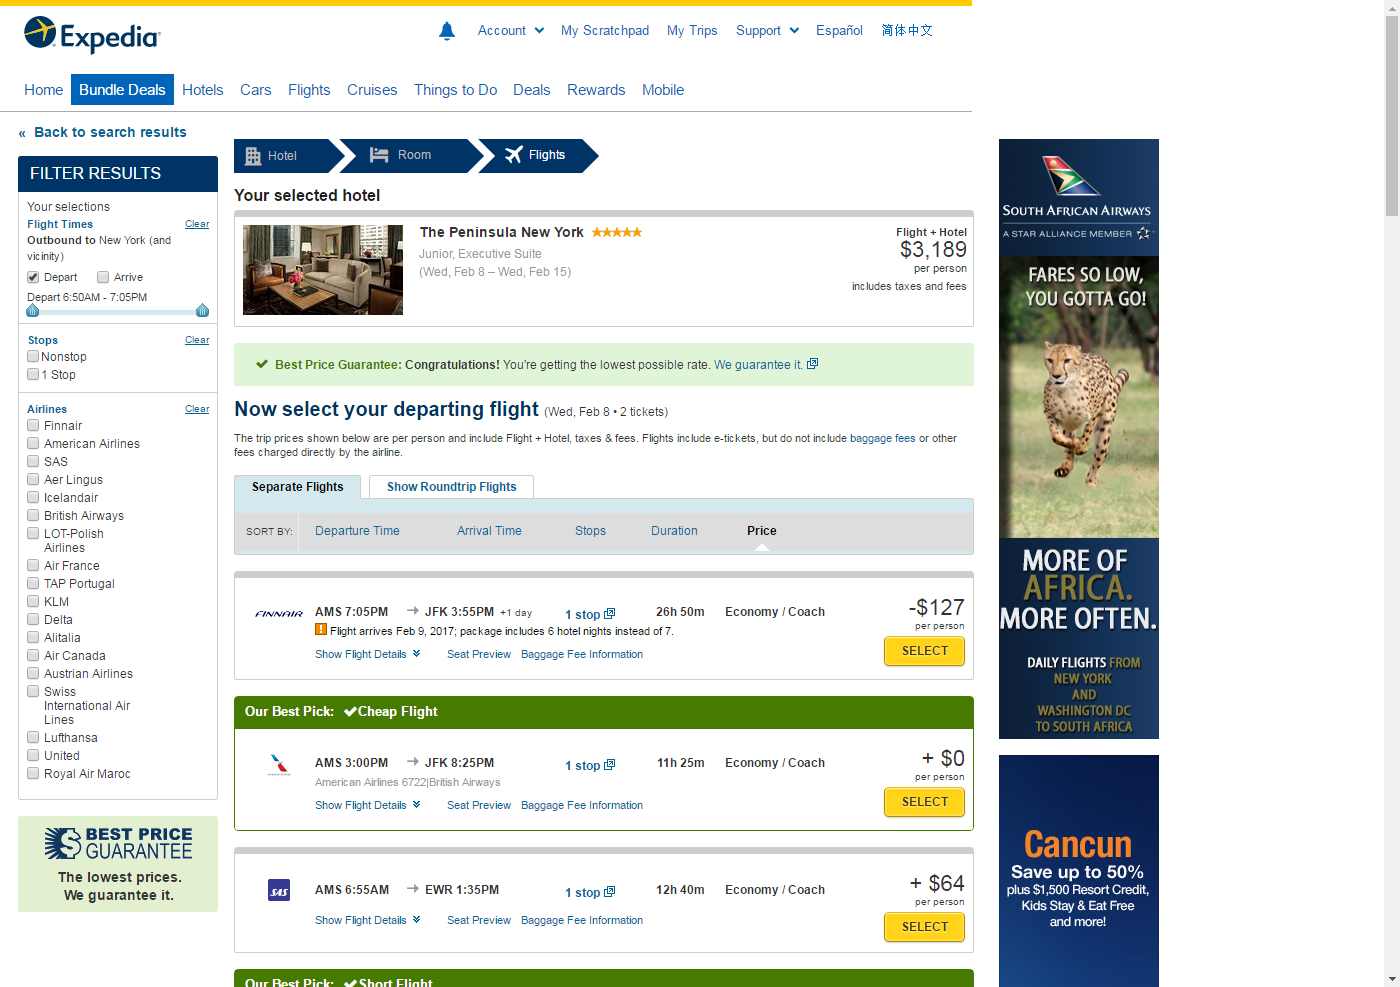 Expedia
Account
My Scratchpad
My Trips
Support
Español
简体中文
Home
Bundle Deals
Hotels
Cars
Flights
Cruises
Things to Do
Deals
Rewards
Mobile
« Back to search results
FILTER RESULTS
Your selections
Flight Times Clear
Outbound to New York (and
vicinity)
Depart Arrive
Depart 6:50AM - 7:05PM
Stops Clear
Nonstop
1 Stop
Airlines Clear
Finnair
American Airlines
SAS
Aer Lingus
Icelandair
British Airways
LOT-Polish
Airlines
Air France
TAP Portugal
KLM
Delta
Alitalia
Air Canada
Austrian Airlines
Swiss
International Air
Lines
Lufthansa
United
Royal Air Maroc
BEST PRICE
GUARANTEE
The lowest prices.
We guarantee it.
Hotel
Room
Flights
Your selected hotel
The Peninsula New York
Junior, Executive Suite
(Wed, Feb 8 – Wed, Feb 15)
Flight + Hotel
$3,189
per person
includes taxes and fees
Best Price Guarantee: Congratulations! You're getting the lowest possible rate. We guarantee it.
Now select your departing flight (Wed, Feb 8 • 2 tickets)
The trip prices shown below are per person and include Flight + Hotel, taxes & fees. Flights include e-tickets, but do not include baggage fees or other
fees charged directly by the airline.
Separate Flights
Show Roundtrip Flights
SORT BY: Departure Time Arrival Time Stops Duration Price
FINNAIR
AMS 7:05PM JFK 3:55PM +1 day 1 stop 26h 50m Economy / Coach
-$127
per person
Flight arrives Feb 9, 2017; package includes 6 hotel nights instead of 7.
Show Flight Details Seat Preview Baggage Fee Information
SELECT
Our Best Pick: Cheap Flight
AMS 3:00PM JFK 8:25PM 1 stop 11h 25m Economy / Coach
+ $0
per person
American Airlines 6722|British Airways
Show Flight Details Seat Preview Baggage Fee Information
SELECT
SAS
AMS 6:55AM EWR 1:35PM 1 stop 12h 40m Economy / Coach
+ $64
per person
Show Flight Details Seat Preview Baggage Fee Information
SELECT
Our Best Pick: Short Flight
SOUTH AFRICAN AIRWAYS
A STAR ALLIANCE MEMBER
FARES SO LOW,
YOU GOTTA GO!
MORE OF
AFRICA.
MORE OFTEN.
DAILY FLIGHTS FROM
NEW YORK
AND
WASHINGTON DC
TO SOUTH AFRICA
Cancun
Save up to 50%
plus $1,500 Resort Credit,
Kids Stay & Eat Free
and more!